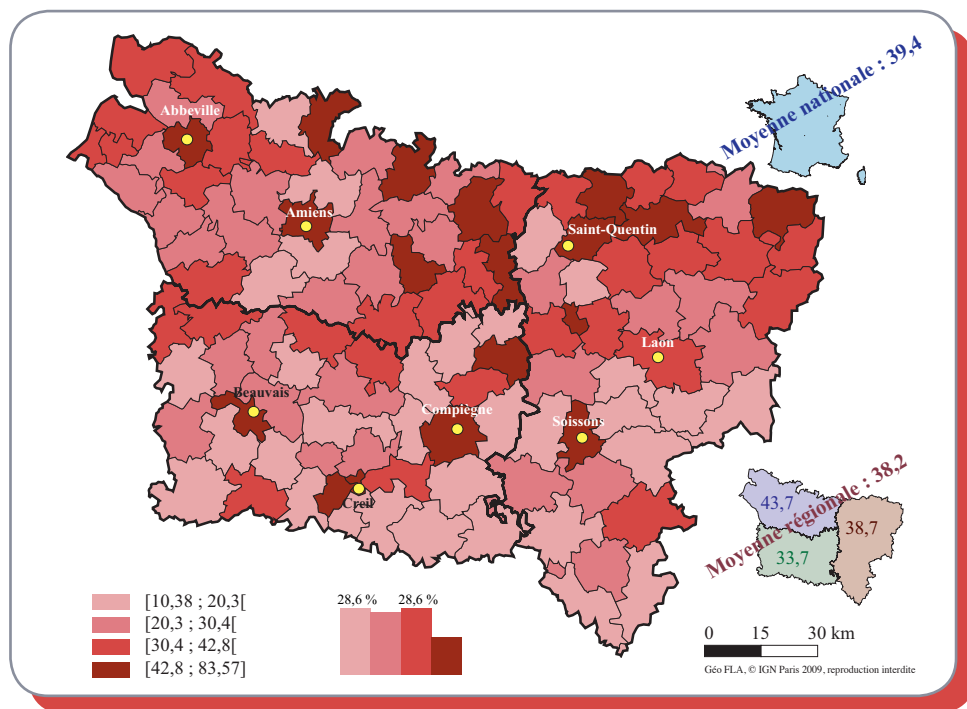 Moyenne nationale : 39,4
Abbeville
Amiens
Saint-Quentin
Laon
Beauvais
Compiègne
Soissons
Creil
Moyenne régionale : 38,2
43,7
38,7
33,7
[10,38 ; 20,3[
[20,3 ; 30,4[
[30,4 ; 42,8[
[42,8 ; 83,57]
28,6 % 28,6 %
0 15 30 km
Géo FLA, © IGN Paris 2009, reproduction interdite